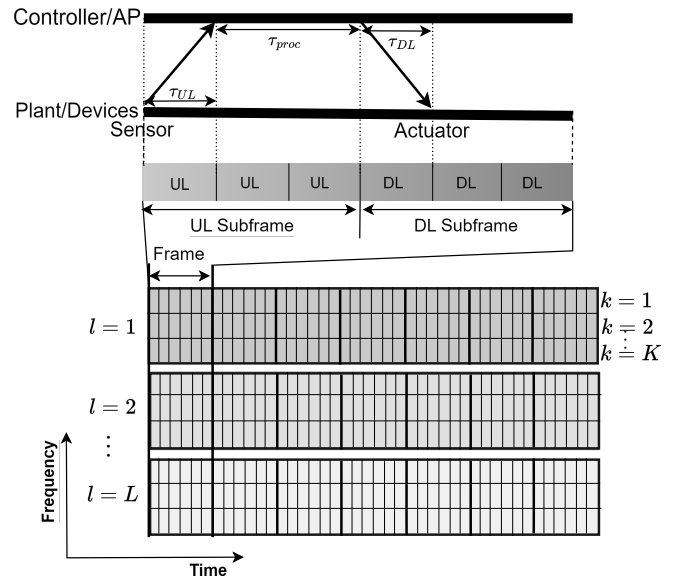 Controller/AP
τ_proc
τ_DL
τ_UL
Plant/Devices
Sensor
Actuator
UL UL UL DL DL DL
UL Subframe
DL Subframe
Frame
k = 1
l = 1
k = 2
⋮
k = K
l = 2
⋮
l = L
Frequency
Time